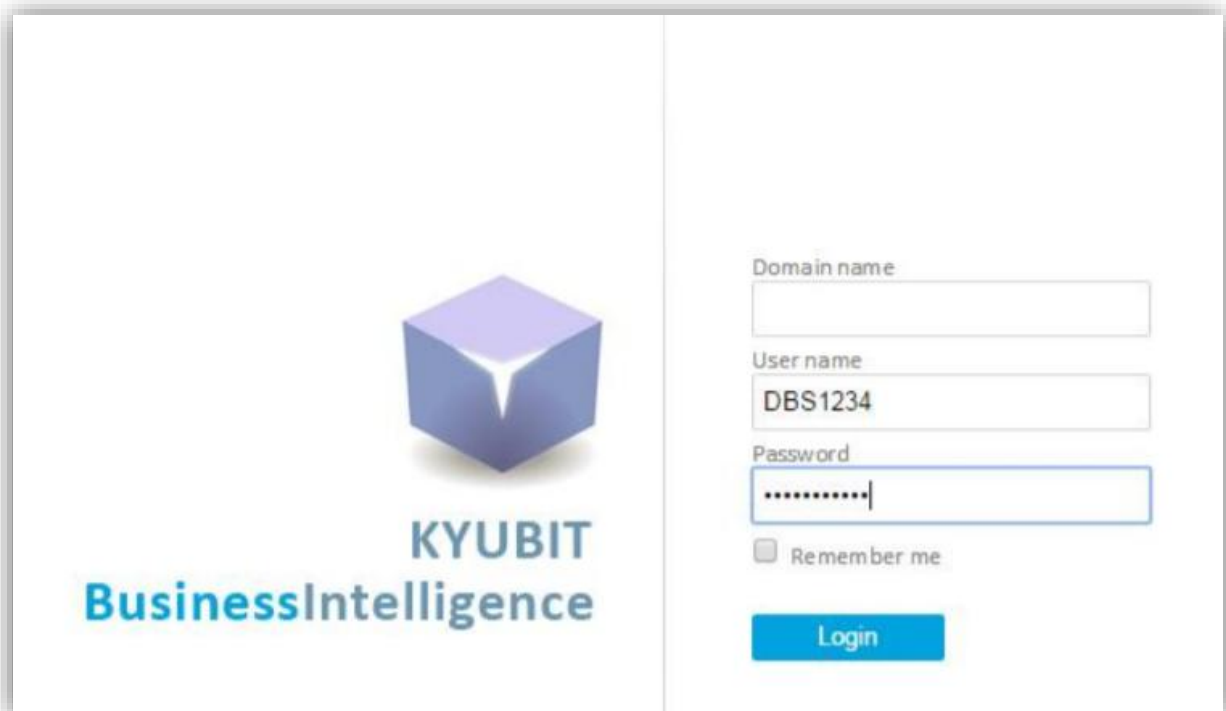 KYUBIT
BusinessIntelligence
Domain name
User name
DBS1234
Password
•••••••••••
Remember me
Login